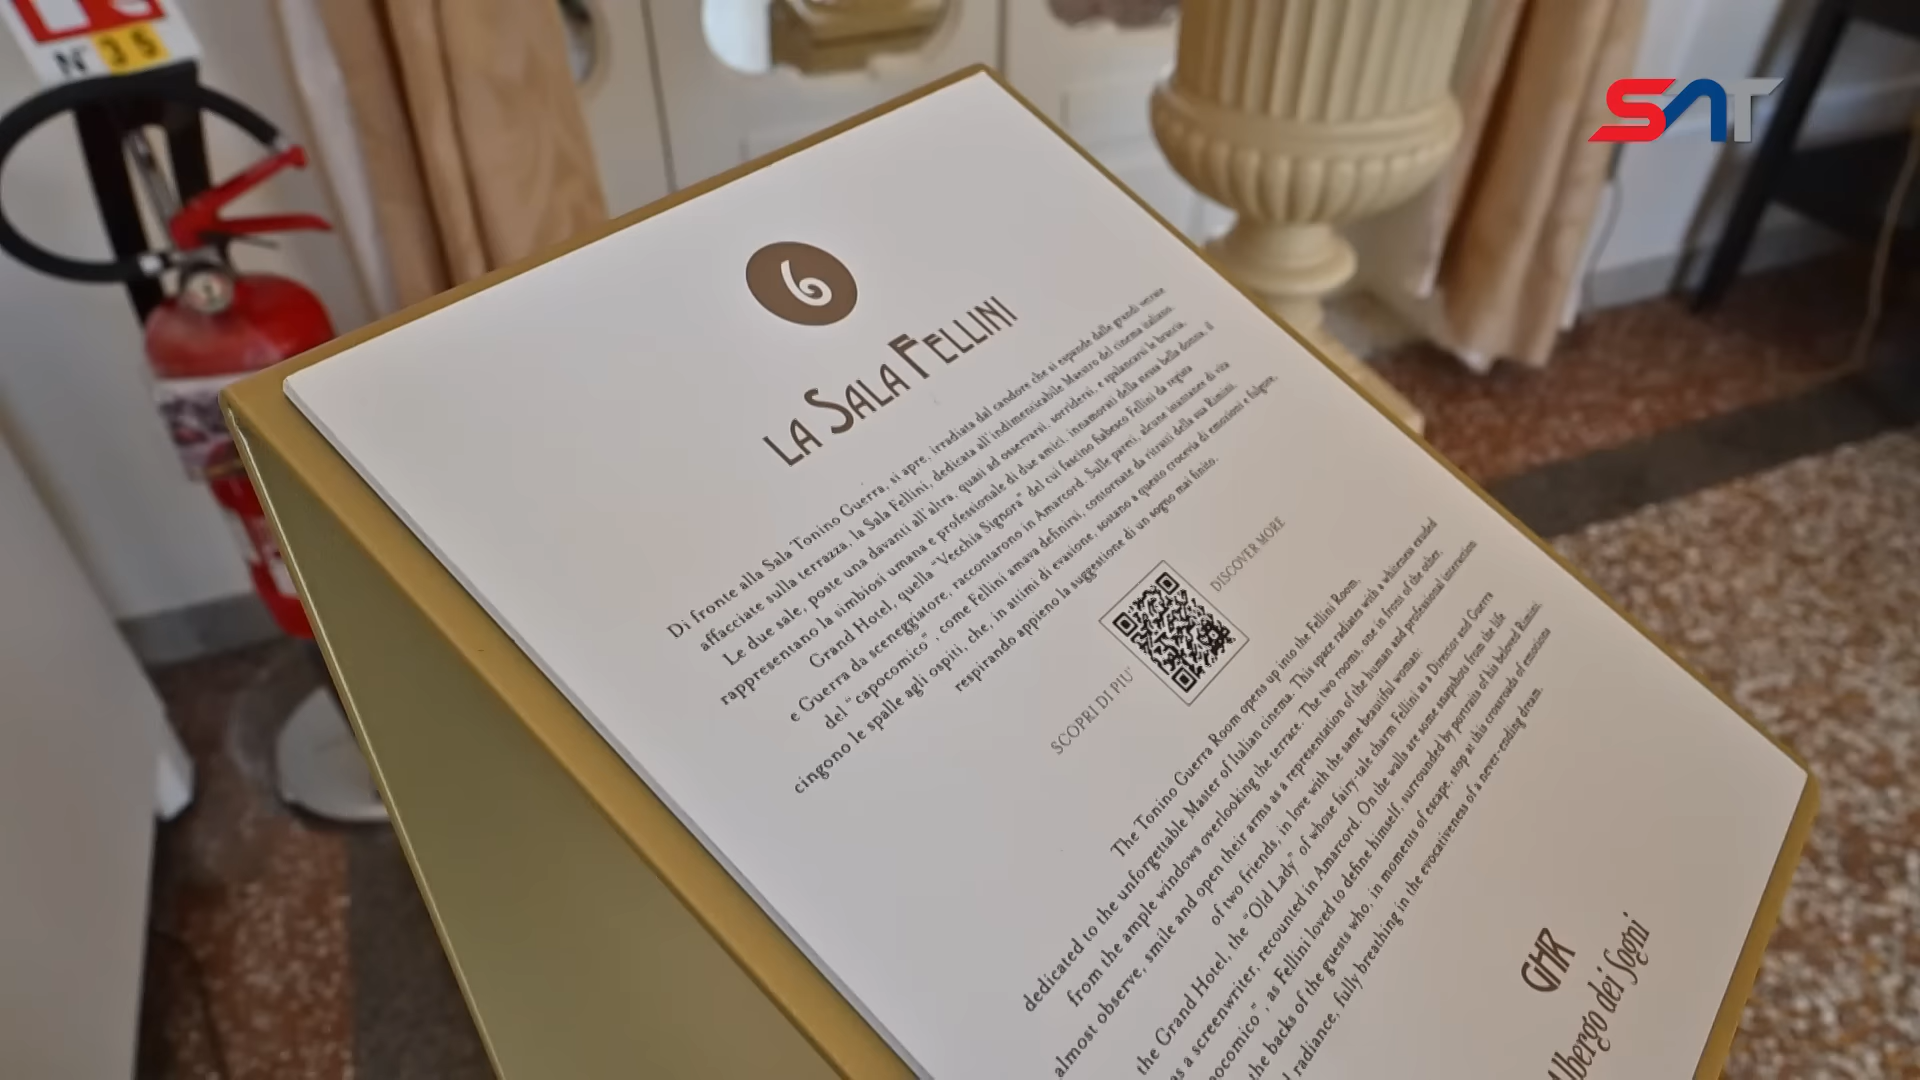 N° 35
SAT
6
LA SALA FELLINI
Di fronte alla Sala Tonino Guerra, si apre, irradiata dal candore che si espande dalle grandi vetrate
affacciate sulla terrazza, la Sala Fellini, dedicata all'indimenticabile Maestro del cinema italiano.
Le due sale, poste una davanti all'altra, quasi ad osservarsi, sorridersi, e spalancarsi le braccia,
rappresentano la simbiosi umana e professionale di due amici, innamorati della stessa bella donna, il
Grand Hotel, quella "Vecchia Signora" del cui fascino fiabesco Fellini da regista
e Guerra da sceneggiatore, raccontarono in Amarcord. Sulle pareti, alcune istantanee di vita
del "capocomico", come Fellini amava definirsi, contornate da ritratti della sua Rimini,
cingono le spalle agli ospiti, che, in attimi di evasione, sostano a questo crocevia di emozioni e fulgore,
respirando appieno la suggestione di un sogno mai finito.
SCOPRI DI PIU'
DISCOVER MORE
The Tonino Guerra Room opens up into the Fellini Room,
dedicated to the unforgettable Master of Italian cinema. This space radiates with a whiteness exuded
from the ample windows overlooking the terrace. The two rooms, one in front of the other,
almost observe, smile and open their arms as a representation of the human and professional interaction
of two friends, in love with the same beautiful woman:
the Grand Hotel, the "Old Lady" of whose fairy-tale charm Fellini as a Director and Guerra
as a screenwriter, recounted in Amarcord. On the walls are some snapshots from the life
pocomico", as Fellini loved to define himself, surrounded by portraits of his beloved Rimini,
the backs of the guests who, in moments of escape, stop at this crossroads of emotions
radiance, fully breathing in the evocativeness of a never-ending dream.
GHR
Albergo dei Sogni